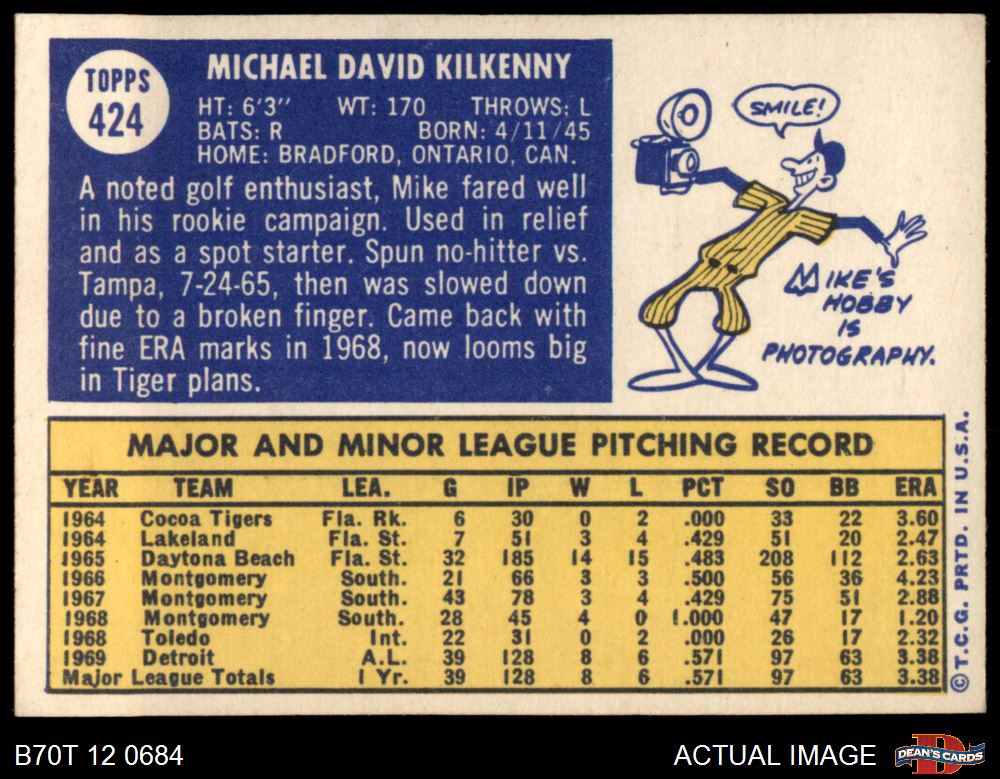 TOPPS
424
MICHAEL DAVID KILKENNY
HT: 6'3" WT: 170 THROWS: L
BATS: R BORN: 4/11/45
HOME: BRADFORD, ONTARIO, CAN.
A noted golf enthusiast, Mike fared well
in his rookie campaign. Used in relief
and as a spot starter. Spun no-hitter vs.
Tampa, 7-24-65, then was slowed down
due to a broken finger. Came back with
fine ERA marks in 1968, now looms big
in Tiger plans.
SMILE!
MIKE'S
HOBBY
IS
PHOTOGRAPHY.
MAJOR AND MINOR LEAGUE PITCHING RECORD
YEAR TEAM LEA. G IP W L PCT SO BB ERA
1964 Cocoa Tigers Fla. Rk. 6 30 0 2 .000 33 22 3.60
1964 Lakeland Fla. St. 7 51 3 4 .429 51 20 2.47
1965 Daytona Beach Fla. St. 32 185 14 15 .483 208 112 2.63
1966 Montgomery South. 21 66 3 3 .500 56 36 4.23
1967 Montgomery South. 43 78 3 4 .429 75 51 2.88
1968 Montgomery South. 28 45 4 0 1.000 47 17 1.20
1968 Toledo Int. 22 31 0 2 .000 26 17 2.32
1969 Detroit A.L. 39 128 8 6 .571 97 63 3.38
Major League Totals 1 Yr. 39 128 8 6 .571 97 63 3.38
© T.C.G. PRTD. IN U.S.A.
B70T 12 0684
ACTUAL IMAGE
DEAN'S CARDS